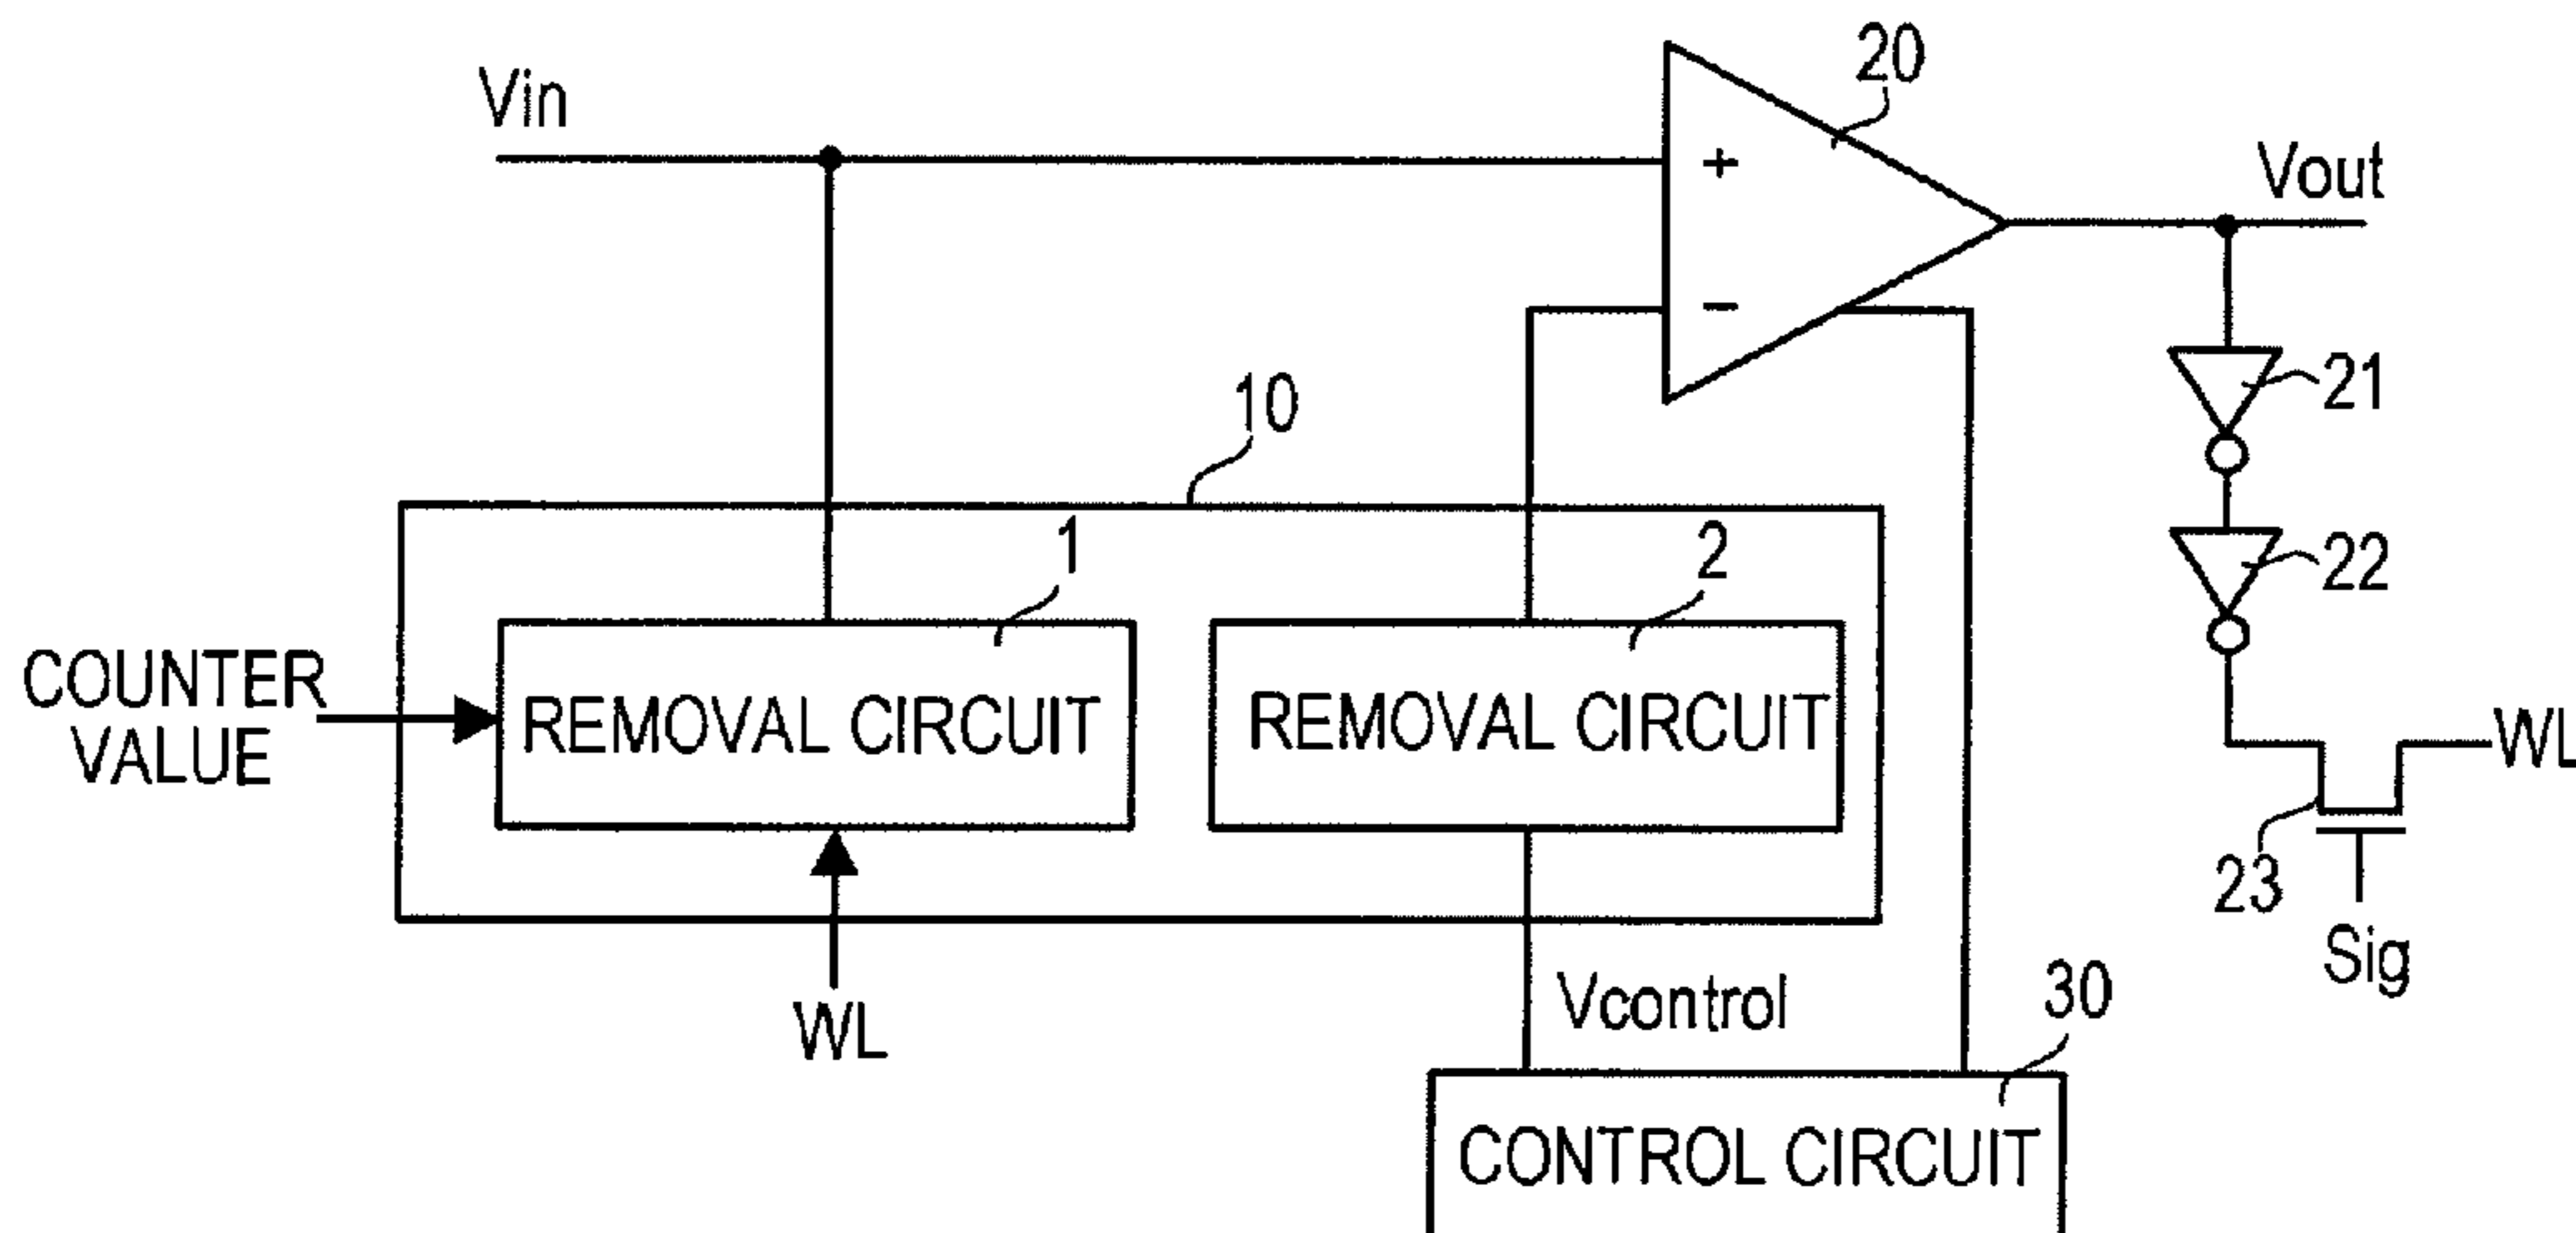 20
Vin
+
Vout
−
21
10
1
2
22
COUNTER
VALUE
REMOVAL CIRCUIT
REMOVAL CIRCUIT
WL
23
Sig
WL
Vcontrol
30
CONTROL CIRCUIT